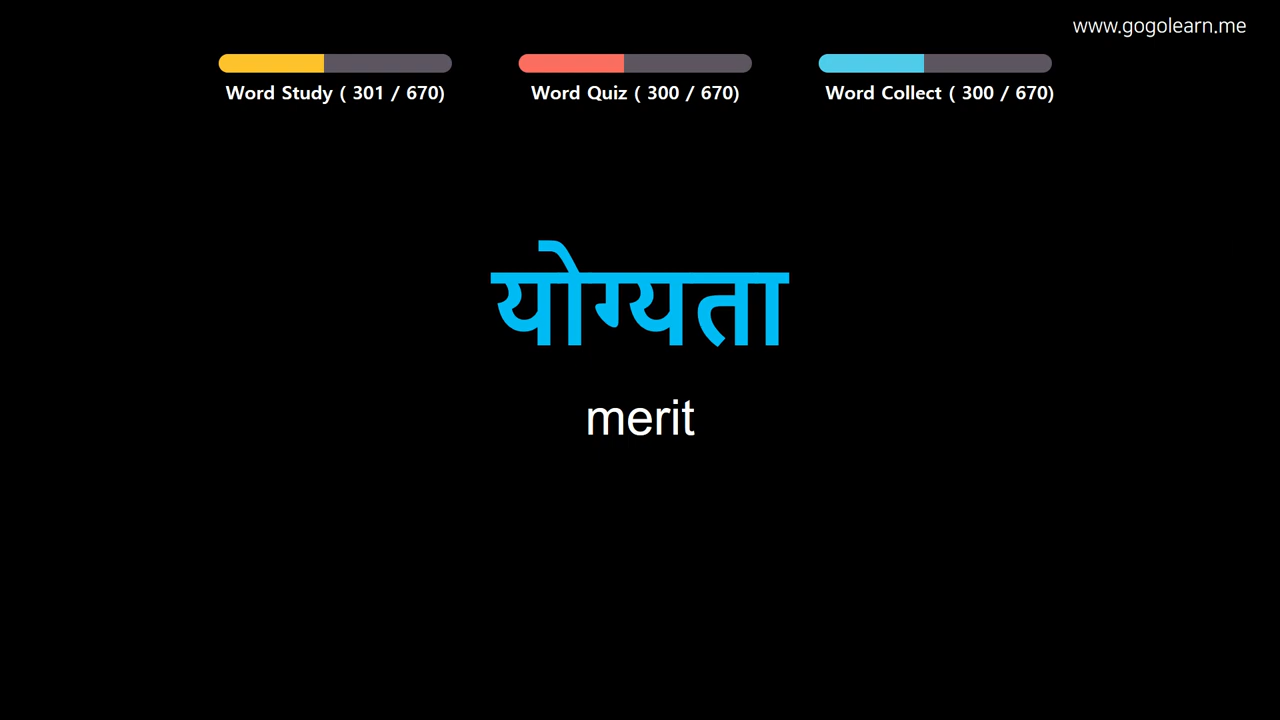 www.gogolearn.me
Word Study ( 301 / 670)
Word Quiz ( 300 / 670)
Word Collect ( 300 / 670)
योग्यता
merit